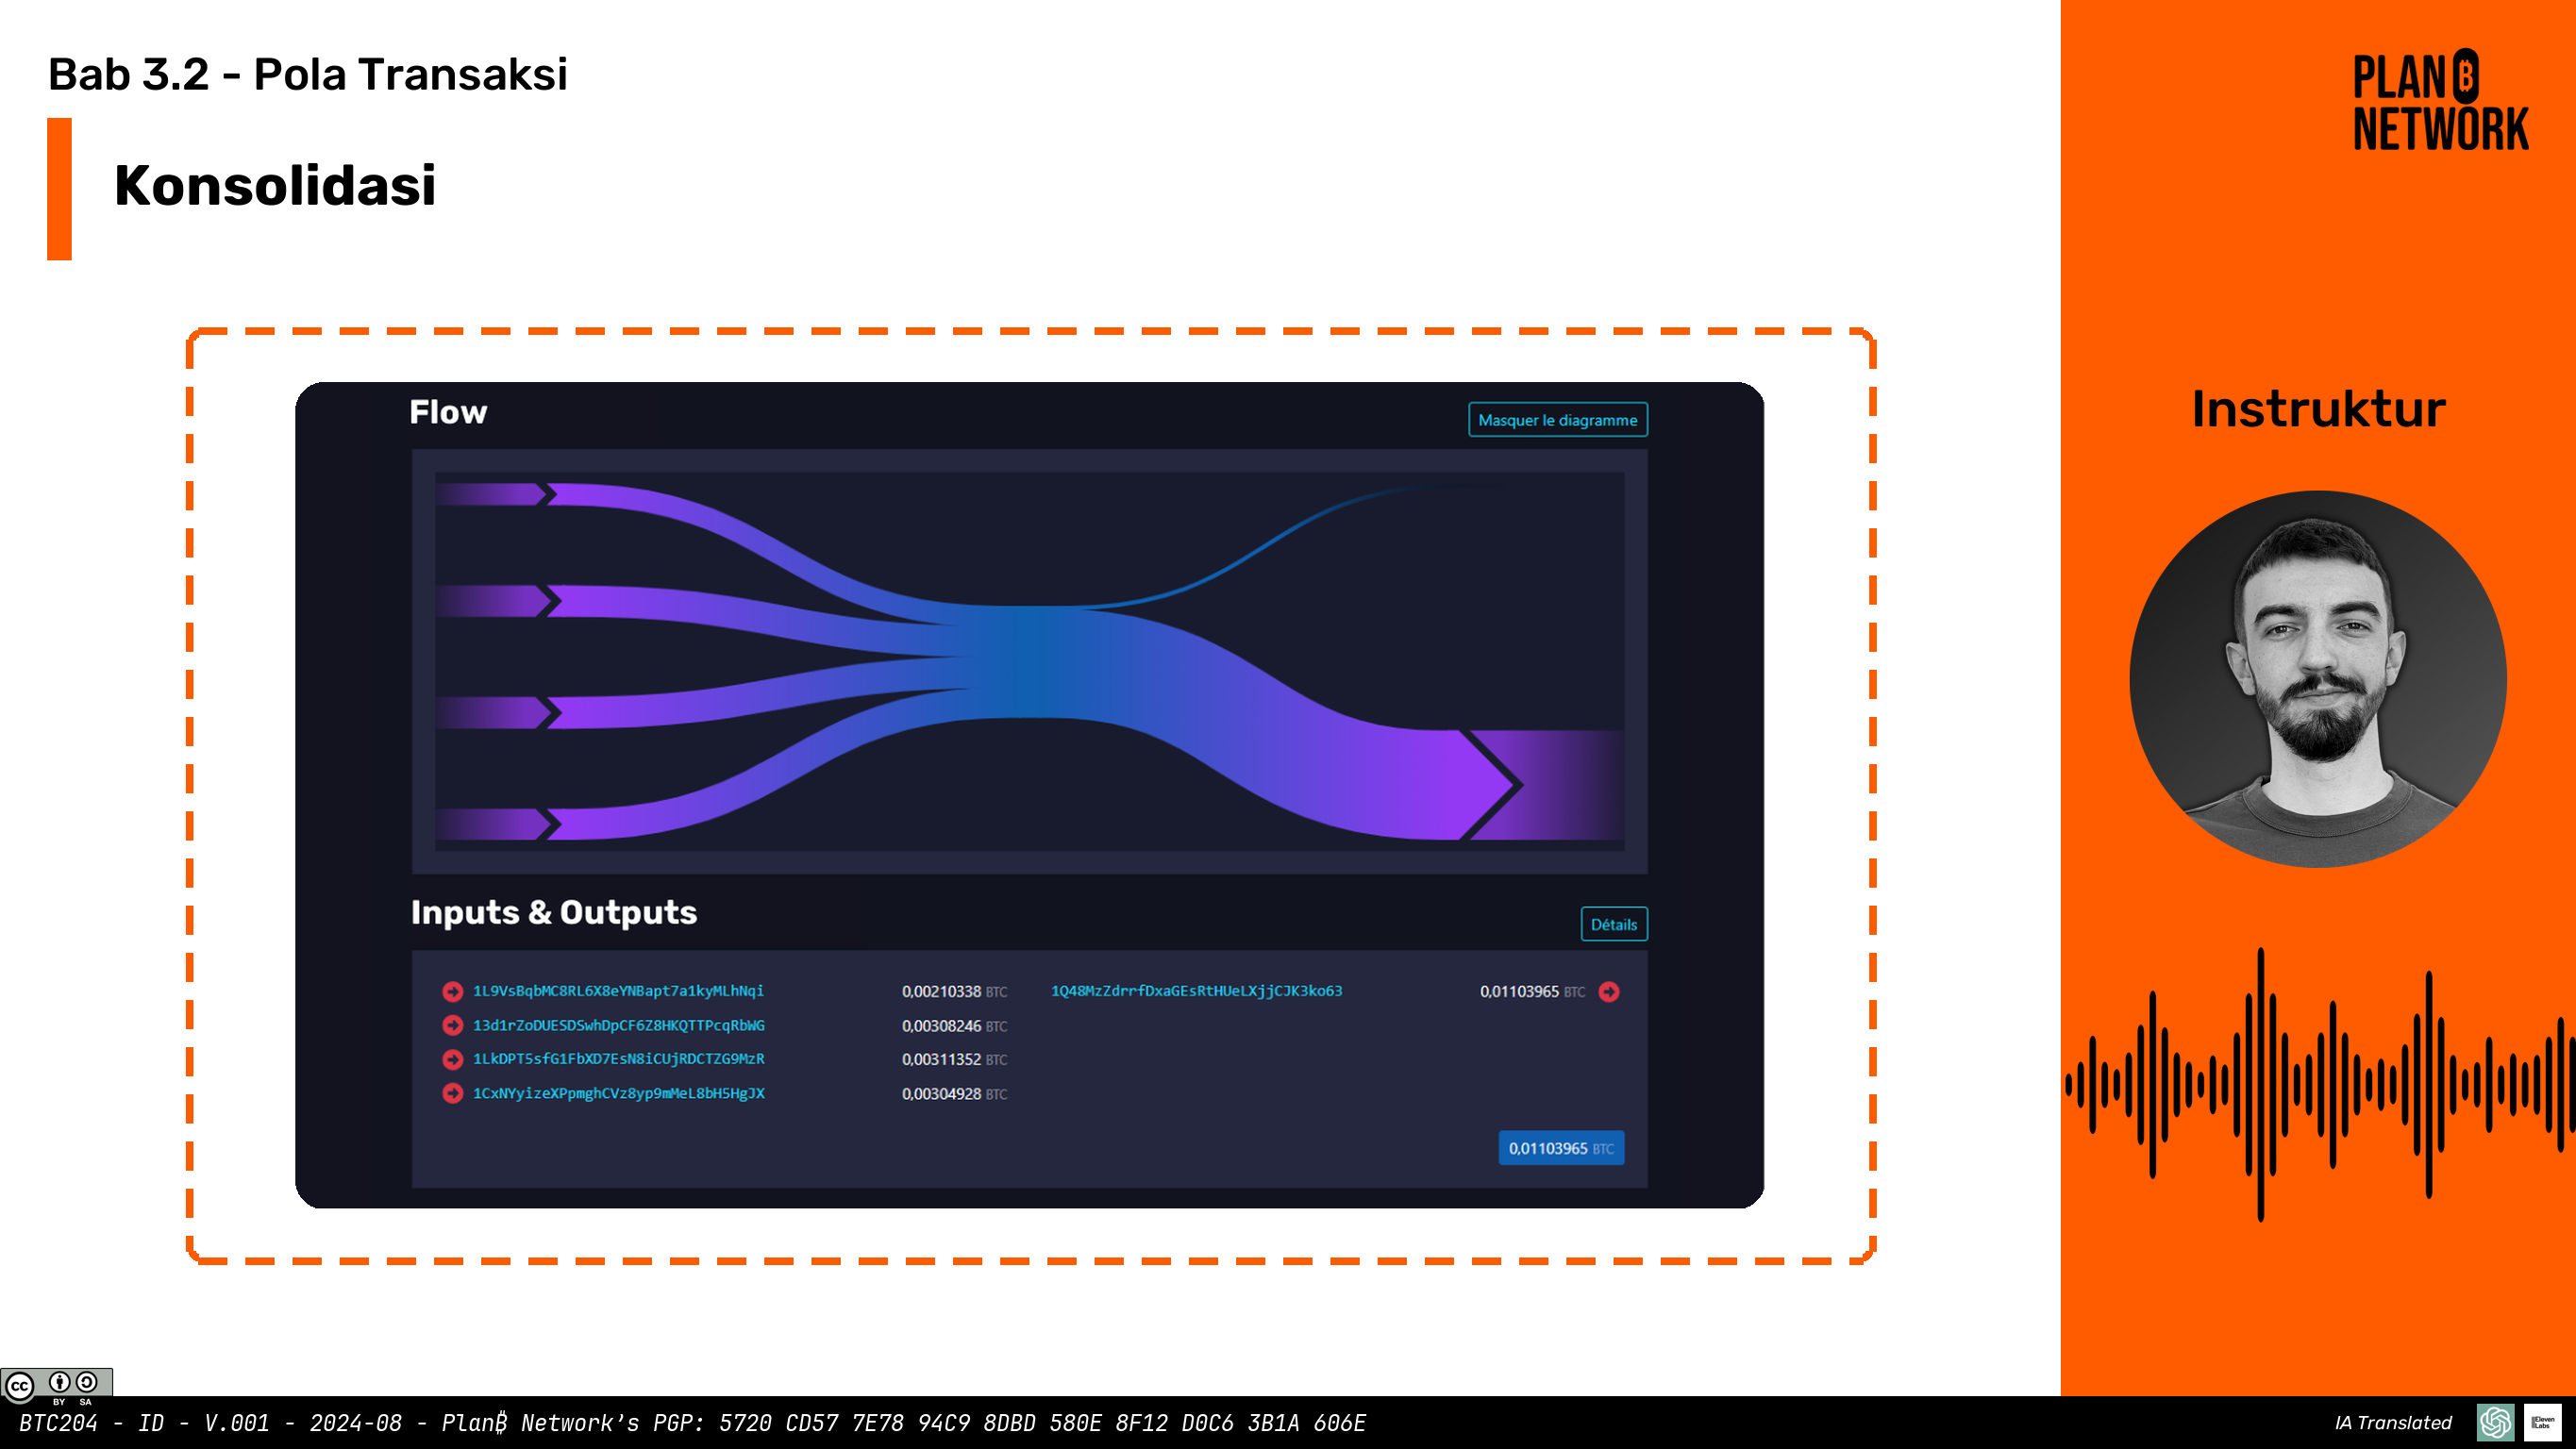 Bab 3.2 - Pola Transaksi
Konsolidasi
PLAN ₿
NETWORK
Instruktur
Flow
Masquer le diagramme
Inputs & Outputs
Détails
1L9VsBqbMC8RL6X8eYNBapt7a1kyMLhNqi 0,00210338 BTC 1Q48MzZdrrfDxaGEsRtHUeLXjjCJK3ko63 0,01103965 BTC
13d1rZoDUESDSwhDpCF6Z8HKQTTPcqRbWG 0,00308246 BTC
1LkDPT5sfG1FbXD7EsN8iCUjRDCTZG9MzR 0,00311352 BTC
1CxNYyizeXPpmghCVz8yp9mMeL8bH5HgJX 0,00304928 BTC
0,01103965 BTC
CC BY SA
BTC204 - ID - V.001 - 2024-08 - Plan₿ Network's PGP: 5720 CD57 7E78 94C9 8DBD 580E 8F12 D0C6 3B1A 606E
IA Translated
ElevenLabs